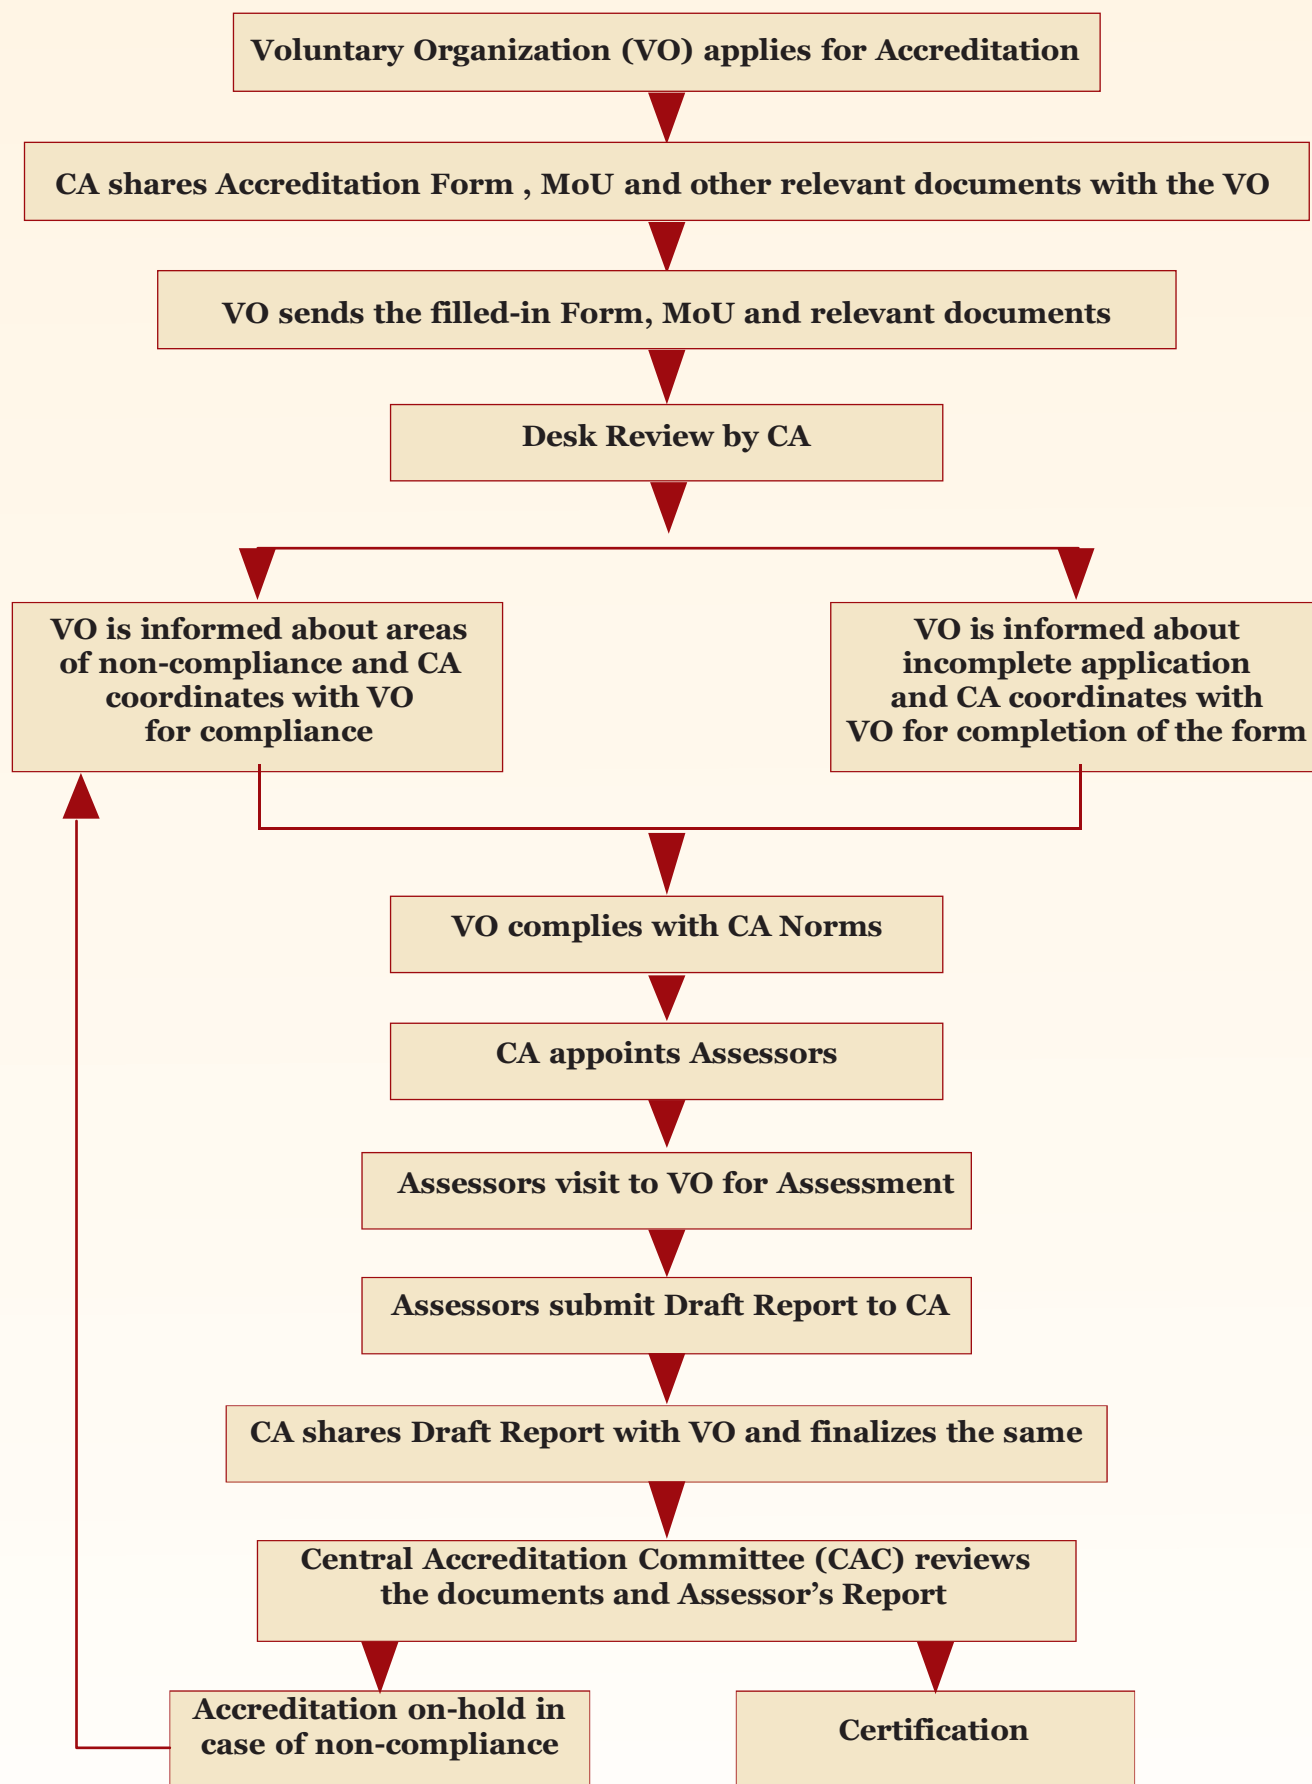 Voluntary Organization (VO) applies for Accreditation
CA shares Accreditation Form , MoU and other relevant documents with the VO
VO sends the filled-in Form, MoU and relevant documents
Desk Review by CA
VO is informed about areas
of non-compliance and CA
coordinates with VO
for compliance
VO is informed about
incomplete application
and CA coordinates with
VO for completion of the form
VO complies with CA Norms
CA appoints Assessors
Assessors visit to VO for Assessment
Assessors submit Draft Report to CA
CA shares Draft Report with VO and finalizes the same
Central Accreditation Committee (CAC) reviews
the documents and Assessor’s Report
Accreditation on-hold in
case of non-compliance
Certification